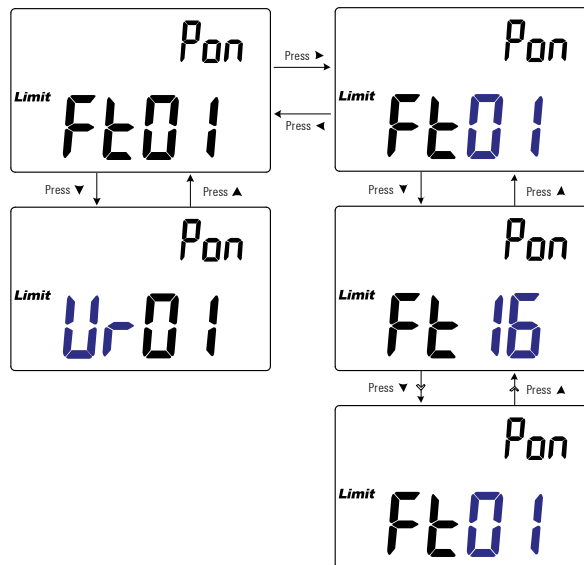 Pon
Limit
Ft01
Press ►
Press ◄
Pon
Limit
Ft01
Press ▼
Press ▲
Press ▼
Press ▲
Pon
Limit
Ur01
Pon
Limit
Ft 16
Press ▼
Press ▲
Pon
Limit
Ft01